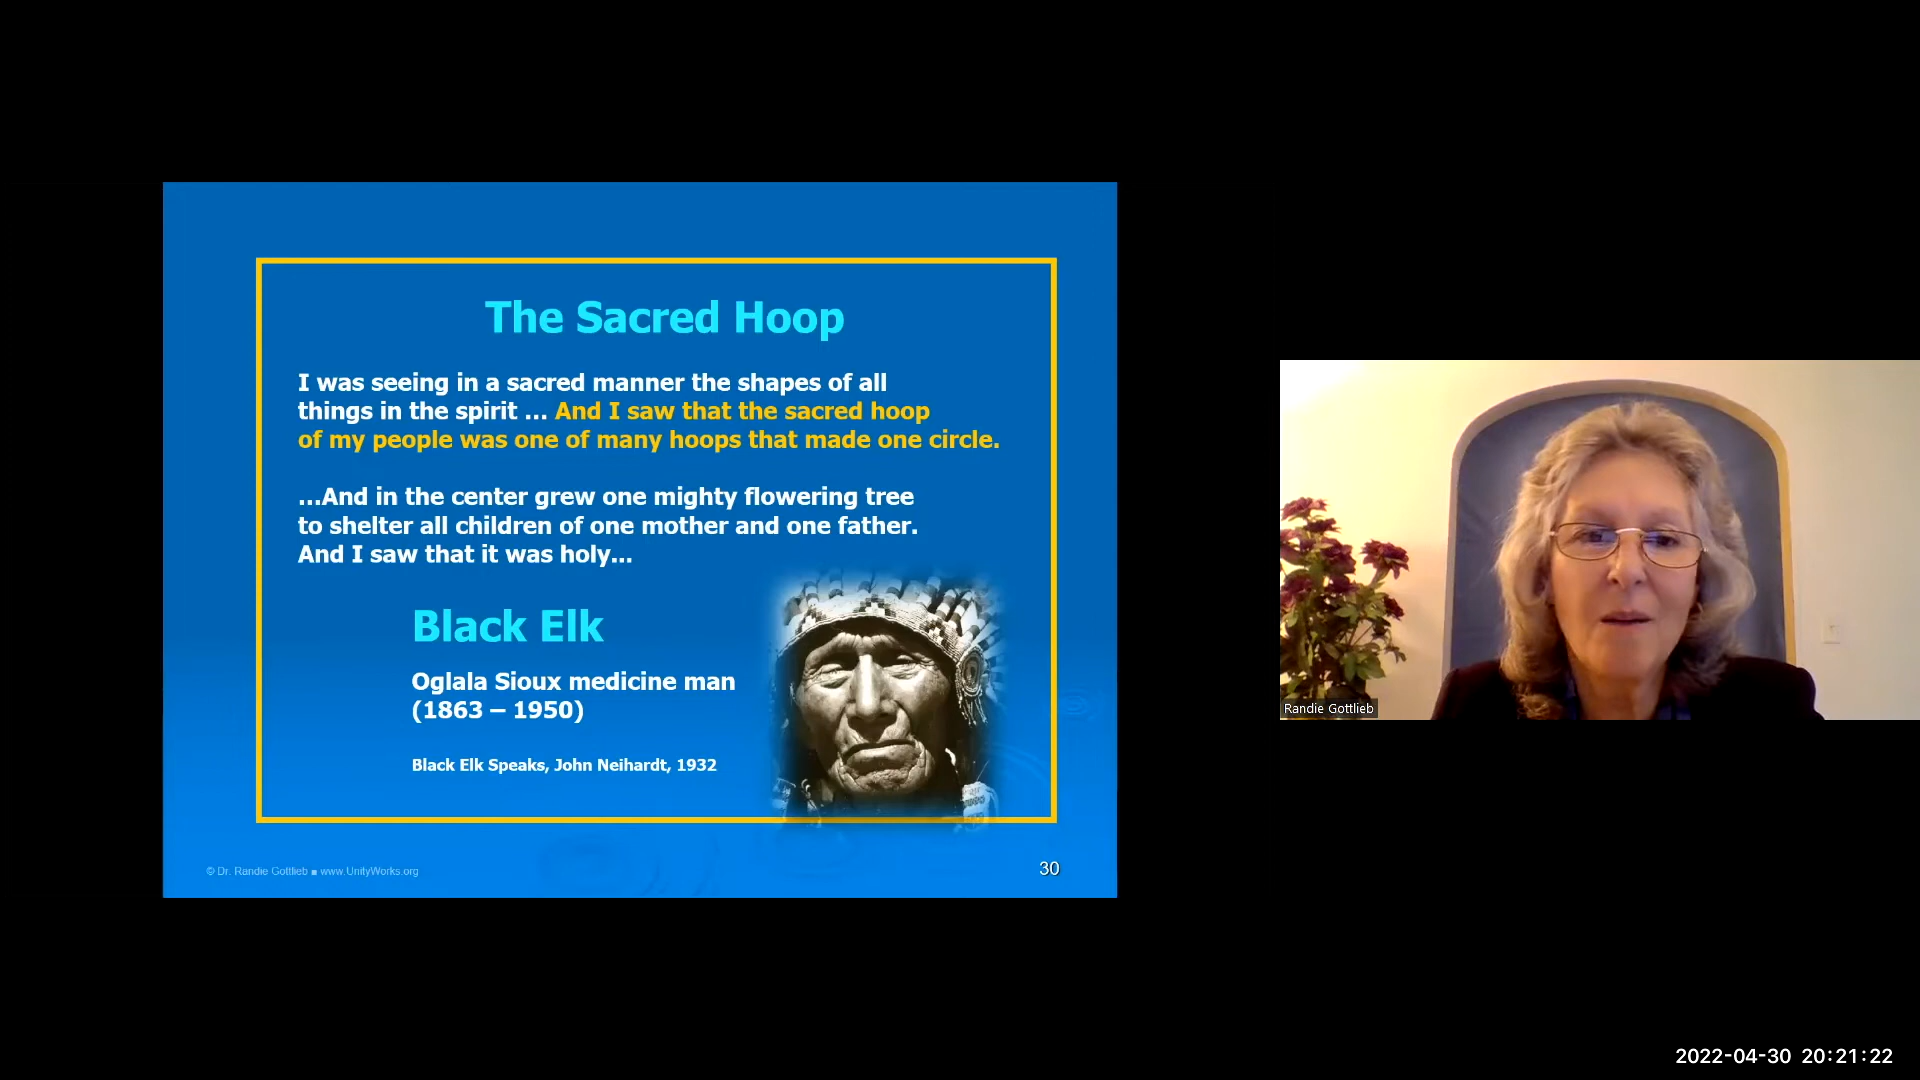 The Sacred Hoop
I was seeing in a sacred manner the shapes of all
things in the spirit ... And I saw that the sacred hoop
of my people was one of many hoops that made one circle.
...And in the center grew one mighty flowering tree
to shelter all children of one mother and one father.
And I saw that it was holy...
Black Elk
Oglala Sioux medicine man
(1863 – 1950)
Black Elk Speaks, John Neihardt, 1932
© Dr. Randie Gottlieb ■ www.UnityWorks.org
30
Randie Gottlieb
2022-04-30 20:21:22